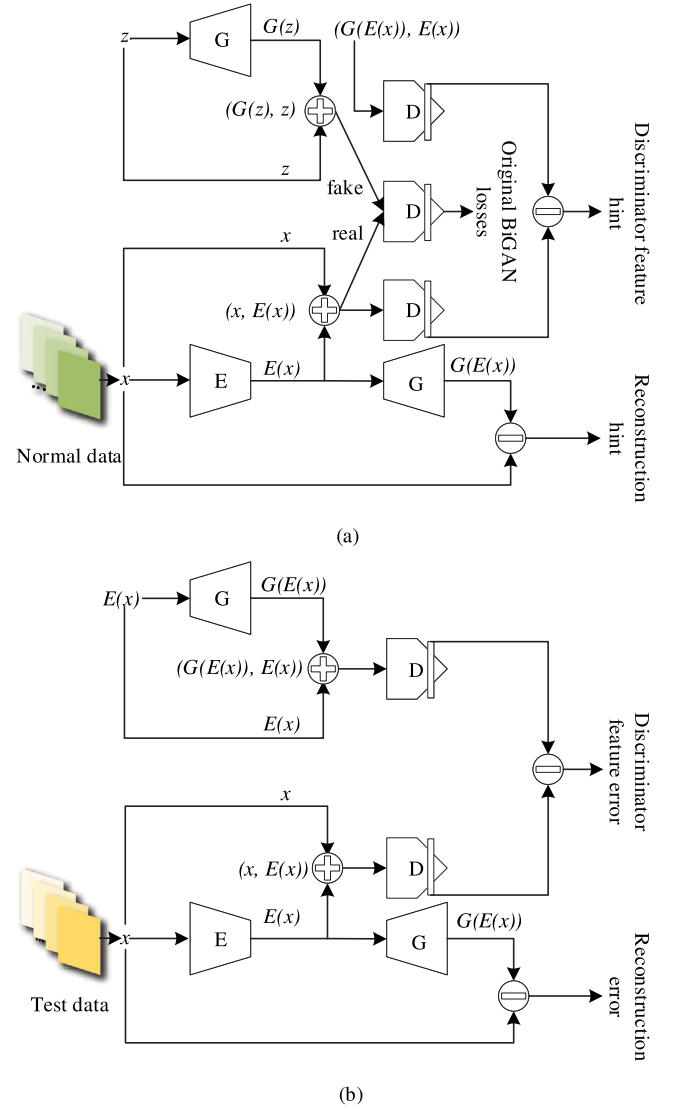 z
G
G(z)
(G(E(x)), E(x))
D
(G(z), z)
z
fake
D
Original BiGAN
losses
Discriminator feature
hint
real
x
(x, E(x))
D
x
E
E(x)
G
G(E(x))
Reconstruction
hint
...
Normal data
(a)
E(x)
G
G(E(x))
(G(E(x)), E(x))
D
E(x)
Discriminator
feature error
x
(x, E(x))
D
x
E
E(x)
G
G(E(x))
Reconstruction
error
...
Test data
(b)